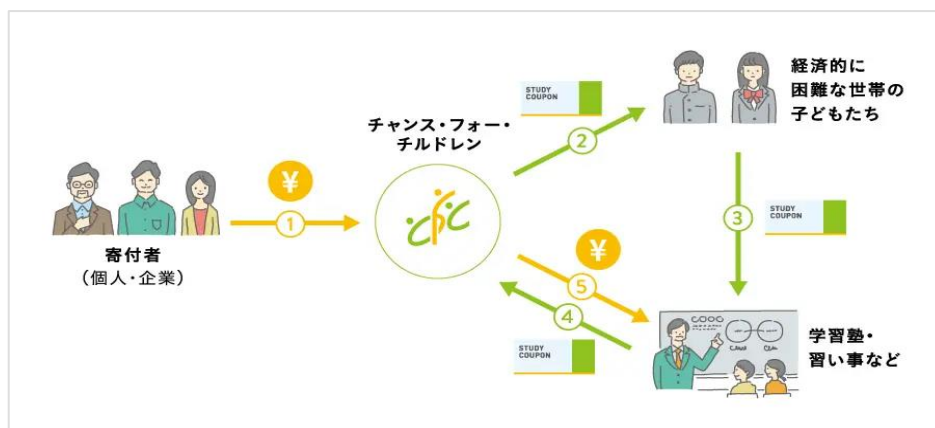 経済的に
困難な世帯の
子どもたち
STUDY
COUPON
②
チャンス・フォー・
チルドレン
¥
①
cfc
③
STUDY
COUPON
寄付者
（個人・企業）
¥
⑤
④
STUDY
COUPON
学習塾・
習い事など